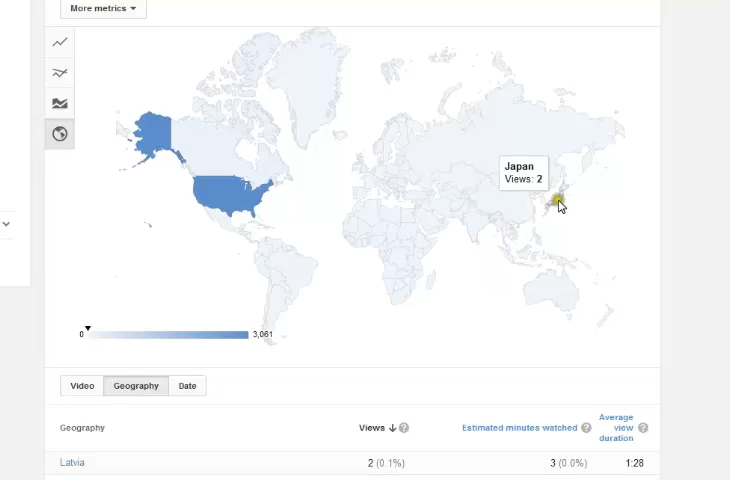 More metrics
Japan
Views: 2
0 3,061
Video Geography Date
Geography Views Estimated minutes watched Average view duration
Latvia 2 (0.1%) 3 (0.0%) 1:28